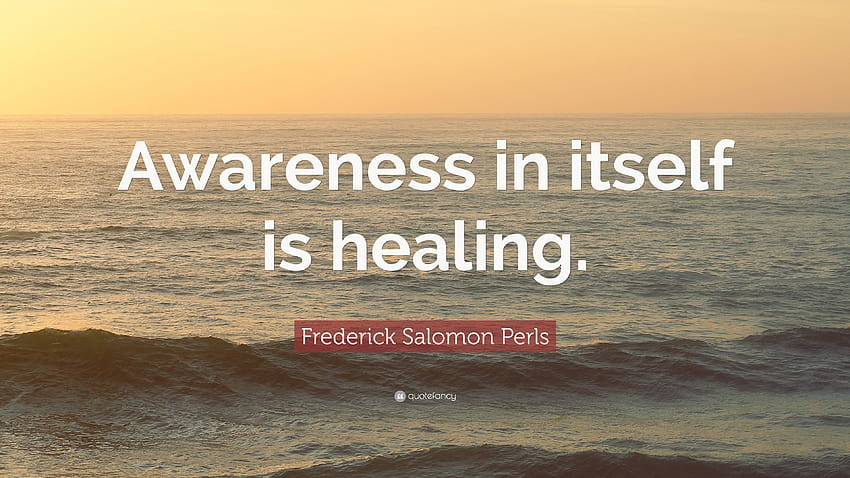 Awareness in itself
is healing.
Frederick Salomon Perls
quotefancy